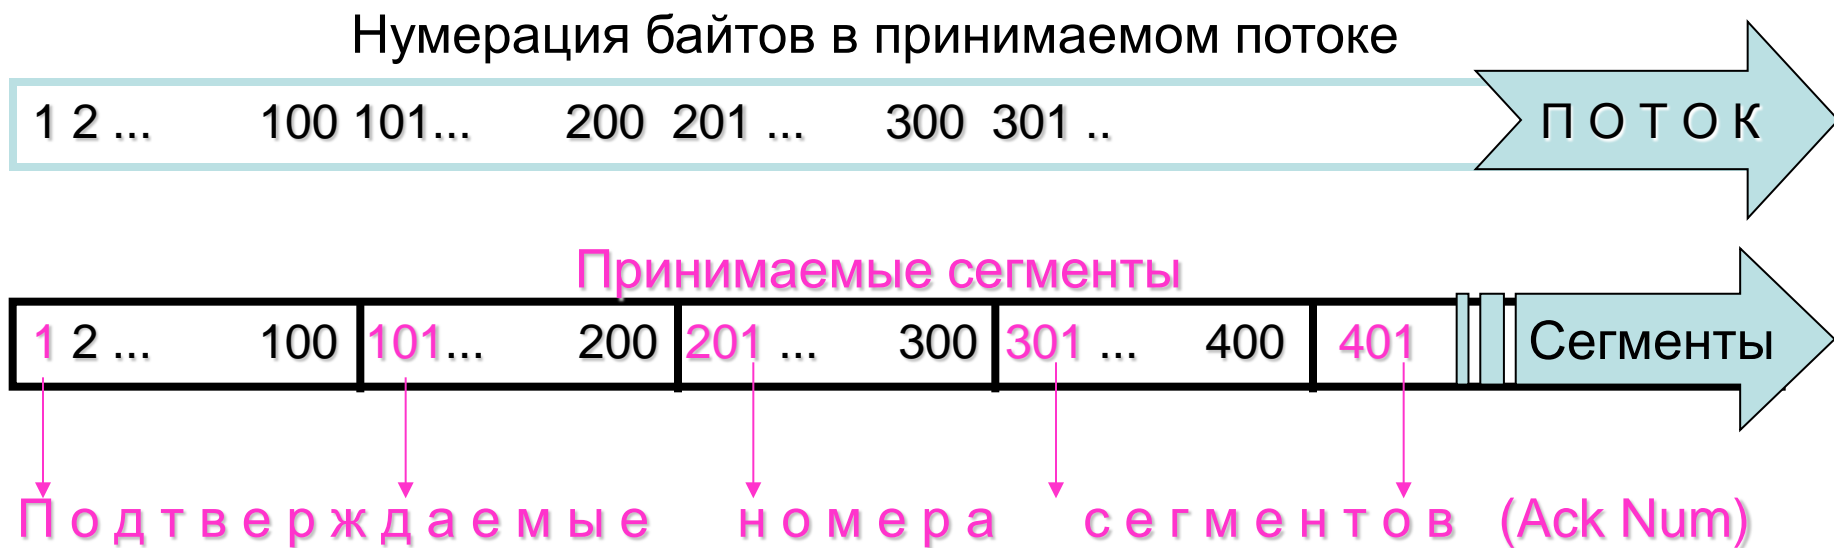 Нумерация байтов в принимаемом потоке
1 2 ... 100 101... 200 201 ... 300 301 .. П О Т О К
Принимаемые сегменты
1 2 ... 100 101... 200 201 ... 300 301 ... 400 401 Сегменты
П о д т в е р ж д а е м ы е н о м е р а с е г м е н т о в (Ack Num)